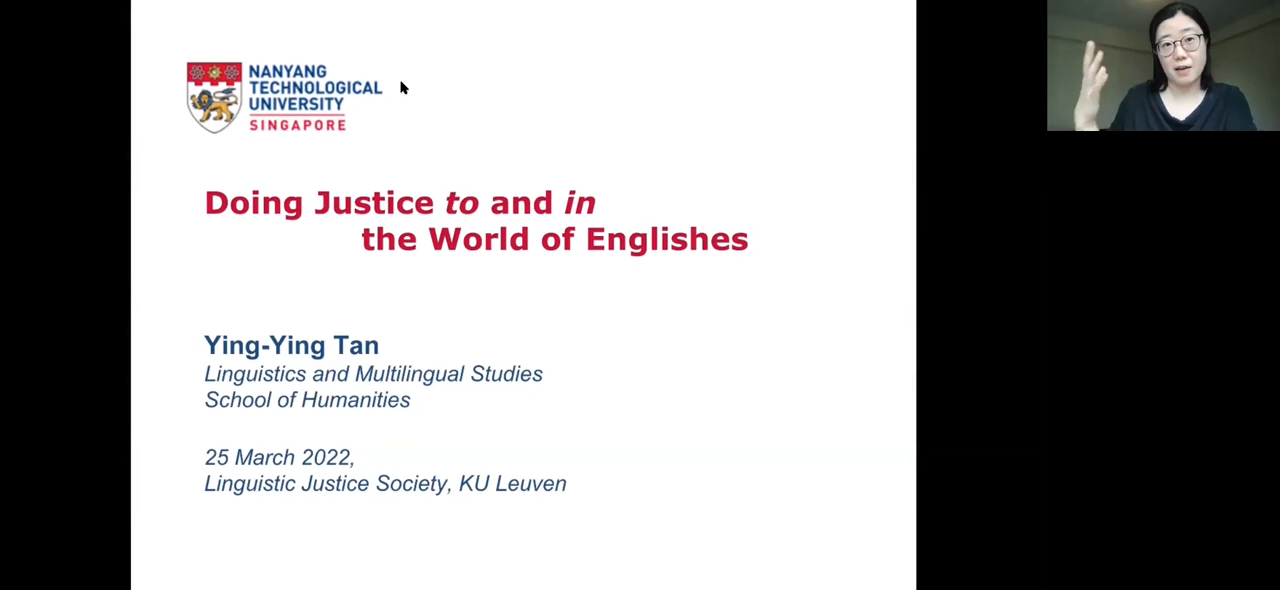 NANYANG
TECHNOLOGICAL
UNIVERSITY
SINGAPORE
Doing Justice to and in
the World of Englishes
Ying-Ying Tan
Linguistics and Multilingual Studies
School of Humanities
25 March 2022,
Linguistic Justice Society, KU Leuven